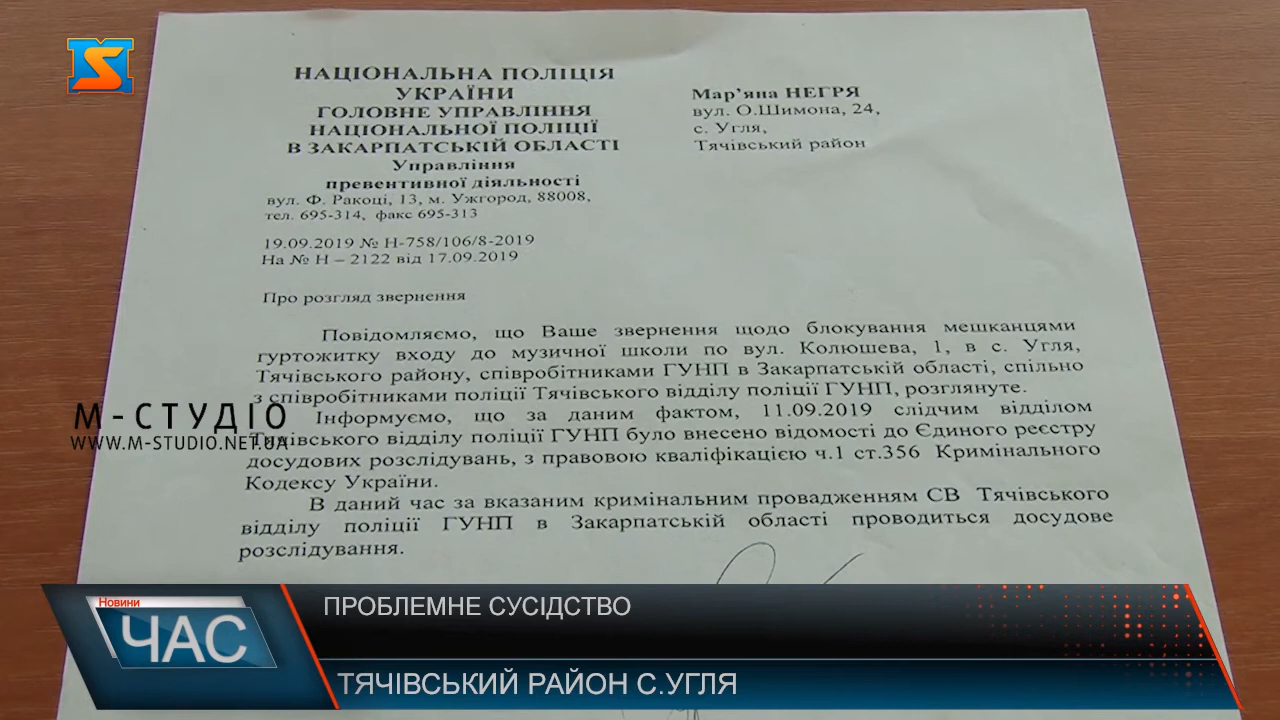 НАЦІОНАЛЬНА ПОЛІЦІЯ
УКРАЇНИ
ГОЛОВНЕ УПРАВЛІННЯ
НАЦІОНАЛЬНОЇ ПОЛІЦІЇ
В ЗАКАРПАТСЬКІЙ ОБЛАСТІ
Управління
превентивної діяльності
вул. Ф. Ракоці, 13, м. Ужгород, 88008,
тел. 695-314, факс 695-313
19.09.2019 № Н-758/106/8-2019
На № Н – 2122 від 17.09.2019
Мар’яна НЕГРЯ
вул. О.Шимона, 24,
с. Угля,
Тячівський район
Про розгляд звернення
Повідомляємо, що Ваше звернення щодо блокування мешканцями
гуртожитку входу до музичної школи по вул. Колюшева, 1, в с. Угля,
Тячівського району, співробітниками ГУНП в Закарпатській області, спільно
з співробітниками поліції Тячівського відділу поліції ГУНП, розглянуте.
Інформуємо, що за даним фактом, 11.09.2019 слідчим відділом
Тячівського відділу поліції ГУНП було внесено відомості до Єдиного реєстру
досудових розслідувань, з правовою кваліфікацією ч.1 ст.356 Кримінального
Кодексу України.
В даний час за вказаним кримінальним провадженням СВ Тячівського
відділу поліції ГУНП в Закарпатській області проводиться досудове
розслідування.
М-СТУДІО
WWW.M-STUDIO.NET.UA
Новини
ЧАС
ПРОБЛЕМНЕ СУСІДСТВО
ТЯЧІВСЬКИЙ РАЙОН С.УГЛЯ